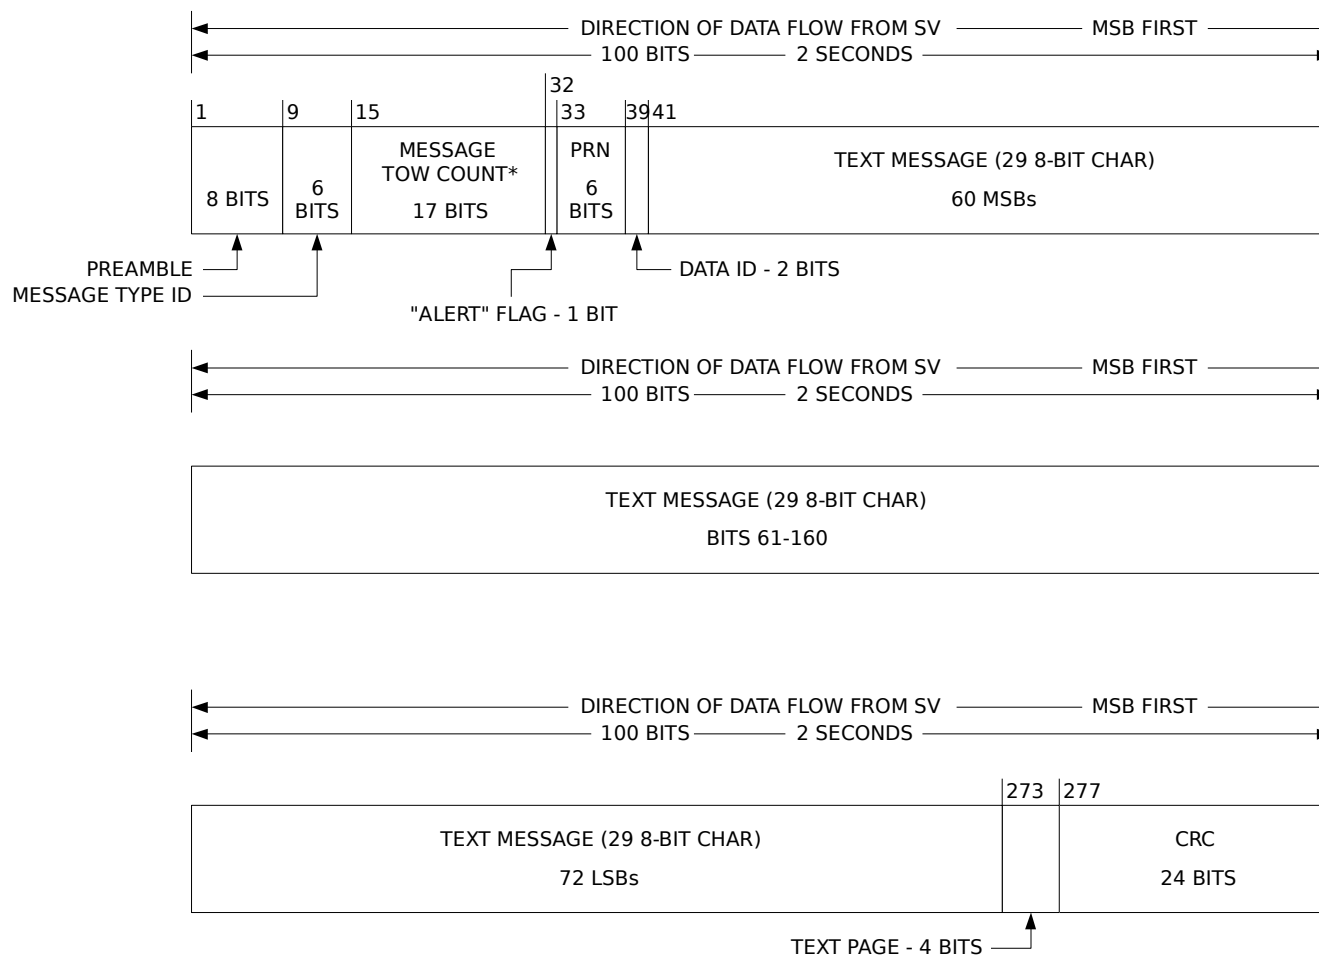 DIRECTION OF DATA FLOW FROM SV MSB FIRST
100 BITS 2 SECONDS
32
1 9 15 33 39 41
MESSAGE PRN TEXT MESSAGE (29 8-BIT CHAR)
TOW COUNT*
8 BITS 6 BITS 17 BITS 6 BITS 60 MSBs
PREAMBLE DATA ID - 2 BITS
MESSAGE TYPE ID
"ALERT" FLAG - 1 BIT
DIRECTION OF DATA FLOW FROM SV MSB FIRST
100 BITS 2 SECONDS
TEXT MESSAGE (29 8-BIT CHAR)
BITS 61-160
DIRECTION OF DATA FLOW FROM SV MSB FIRST
100 BITS 2 SECONDS
273 277
TEXT MESSAGE (29 8-BIT CHAR) CRC
72 LSBs 24 BITS
TEXT PAGE - 4 BITS